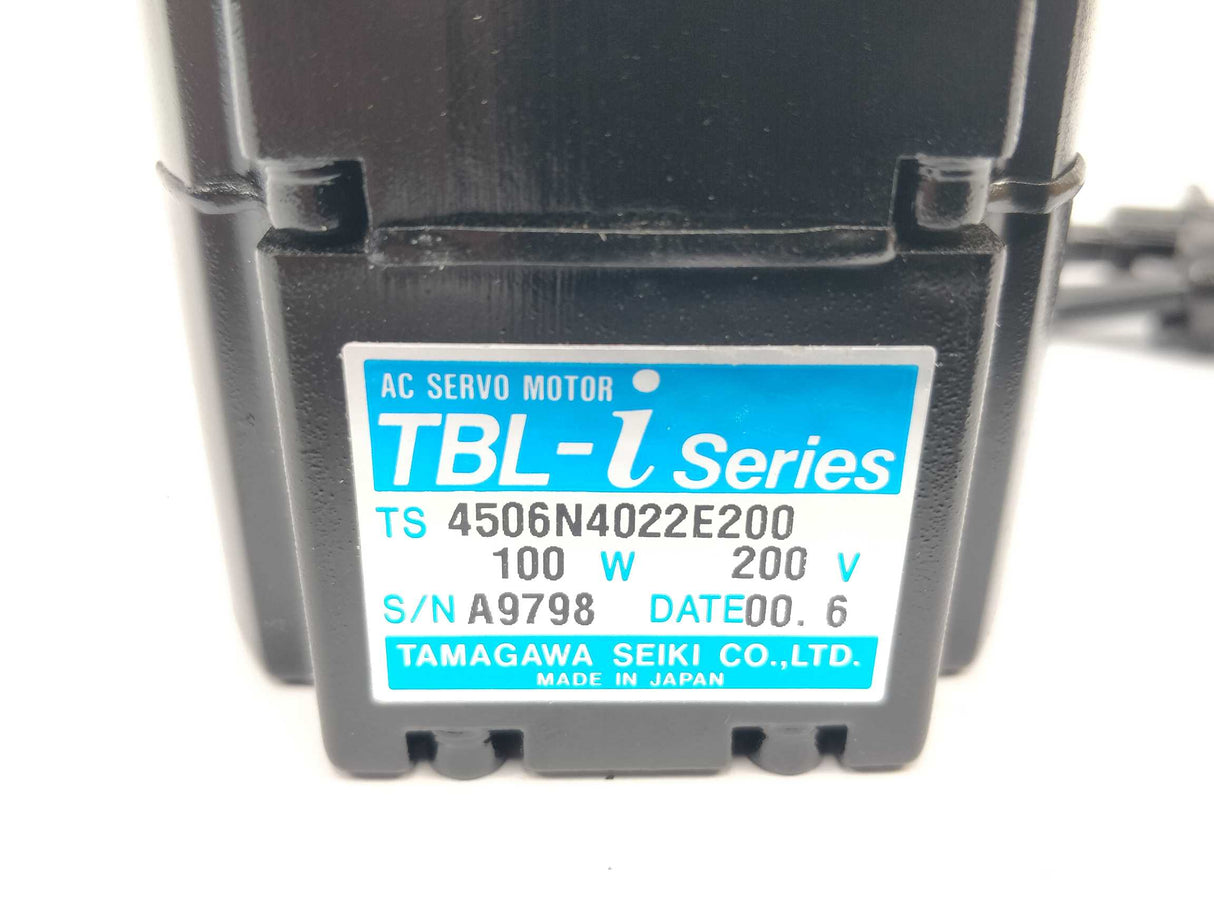 AC SERVO MOTOR
TBL-i Series
TS 4506N4022E200
100 W 200 V
S/N A9798 DATE 00. 6
TAMAGAWA SEIKI CO.,LTD.
MADE IN JAPAN